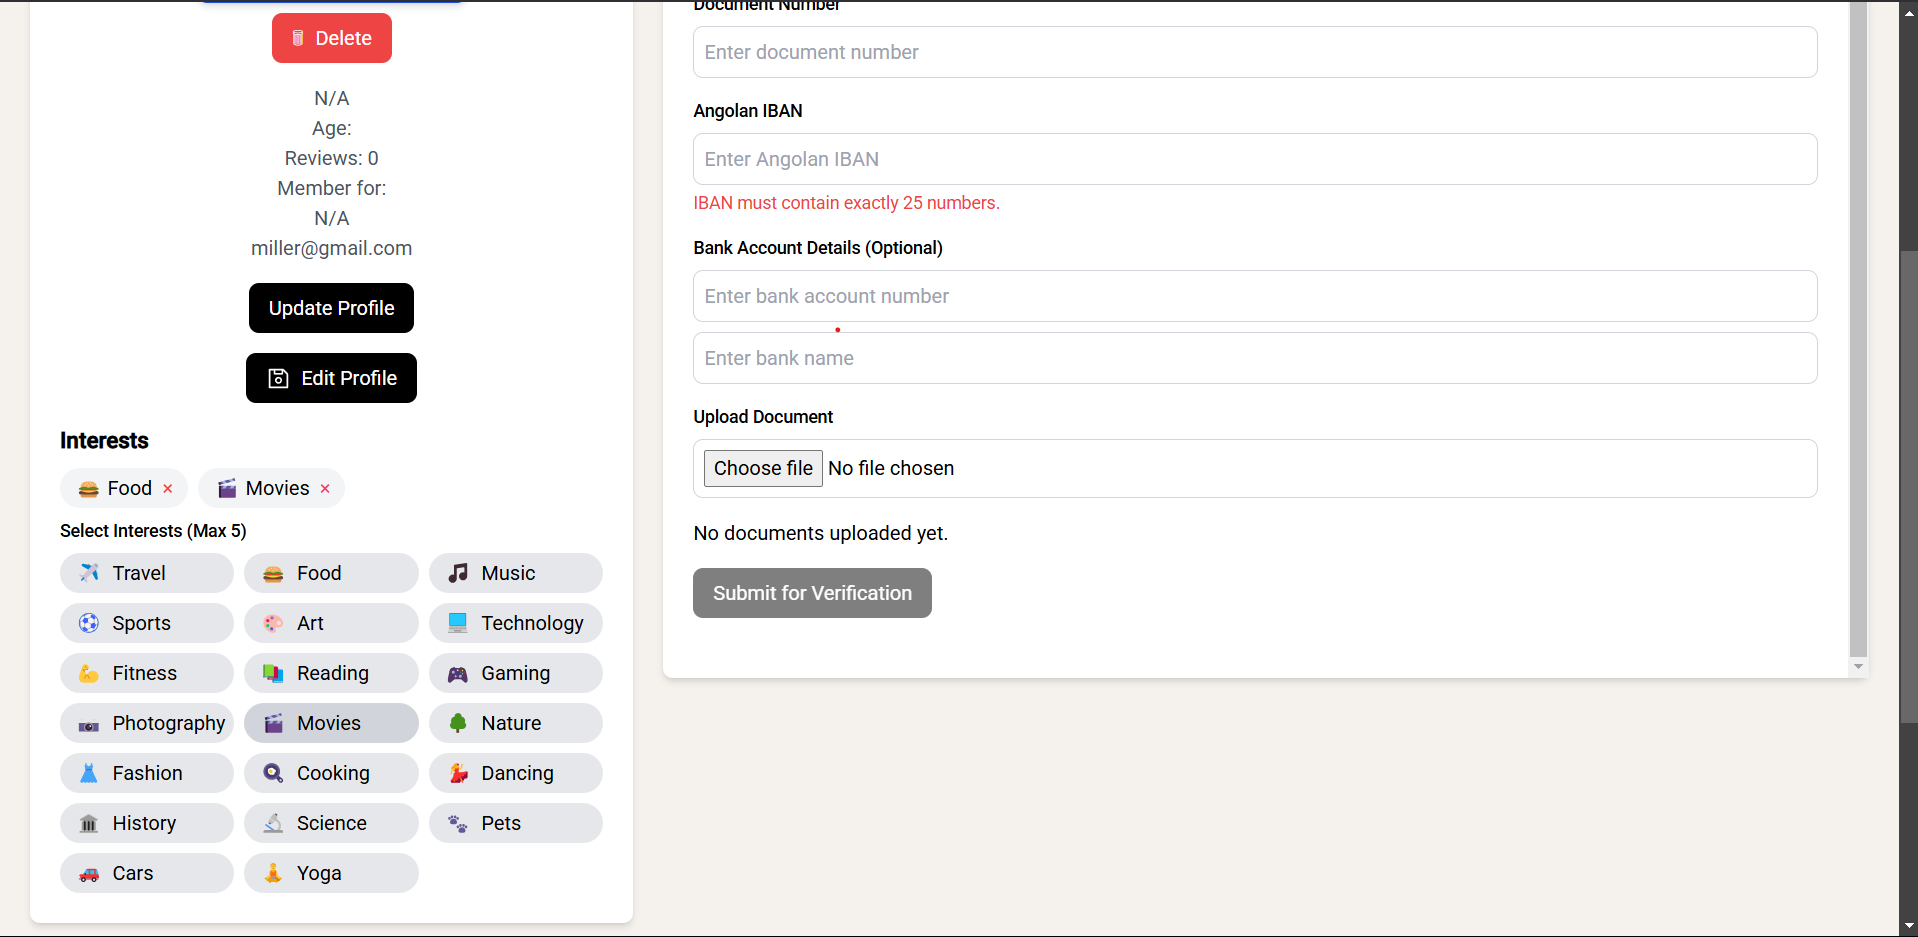 Delete
N/A
Age:
Reviews: 0
Member for:
N/A
miller@gmail.com
Update Profile
Edit Profile
Interests
Food ×
Movies ×
Select Interests (Max 5)
Travel
Food
Music
Sports
Art
Technology
Fitness
Reading
Gaming
Photography
Movies
Nature
Fashion
Cooking
Dancing
History
Science
Pets
Cars
Yoga
Document Number
Enter document number
Angolan IBAN
Enter Angolan IBAN
IBAN must contain exactly 25 numbers.
Bank Account Details (Optional)
Enter bank account number
Enter bank name
Upload Document
Choose file No file chosen
No documents uploaded yet.
Submit for Verification